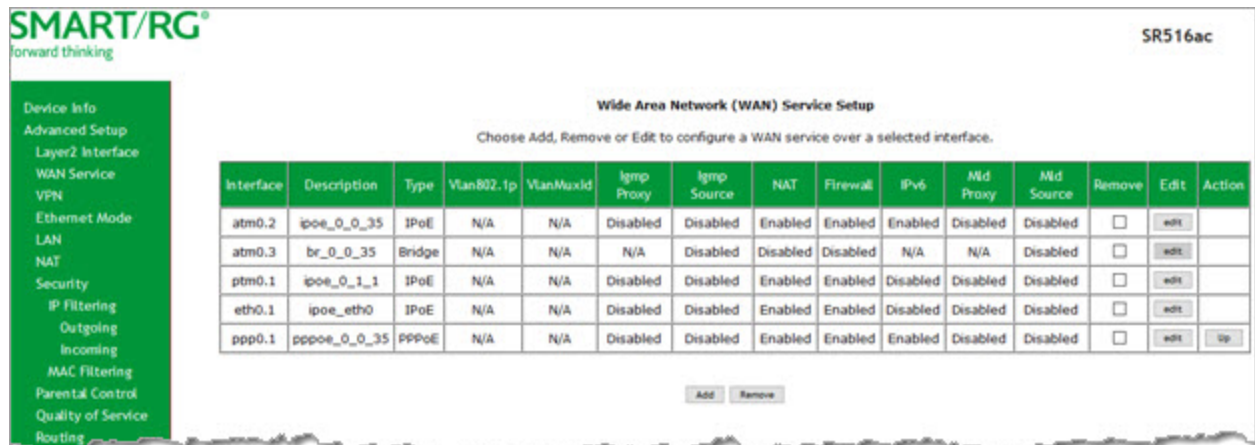 SMART/RG®
forward thinking
SR516ac
Device Info
Advanced Setup
Layer2 Interface
WAN Service
VPN
Ethernet Mode
LAN
NAT
Security
IP Filtering
Outgoing
Incoming
MAC Filtering
Parental Control
Quality of Service
Routing
Wide Area Network (WAN) Service Setup
Choose Add, Remove or Edit to configure a WAN service over a selected interface.
Interface Description Type Vlan802.1p VlanMuxId Igmp Proxy Igmp Source NAT Firewall IPv6 Mld Proxy Mld Source Remove Edit Action
atm0.2 ipoe_0_0_35 IPoE N/A N/A Disabled Disabled Enabled Enabled Enabled Disabled Disabled edit
atm0.3 br_0_0_35 Bridge N/A N/A N/A Disabled Disabled Disabled N/A N/A Disabled edit
ptm0.1 ipoe_0_1_1 IPoE N/A N/A Disabled Disabled Enabled Enabled Disabled Disabled Disabled edit
eth0.1 ipoe_eth0 IPoE N/A N/A Disabled Disabled Enabled Enabled Disabled Disabled Disabled edit
ppp0.1 pppoe_0_0_35 PPPoE N/A N/A Disabled Disabled Enabled Enabled Enabled Disabled Disabled edit Up
Add Remove